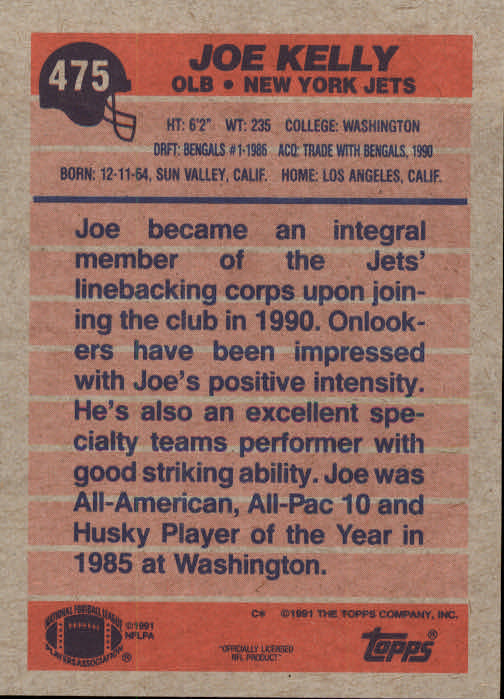 475
JOE KELLY
OLB • NEW YORK JETS
HT: 6'2" WT: 235 COLLEGE: WASHINGTON
DRFT: BENGALS #1-1986 ACQ: TRADE WITH BENGALS, 1990
BORN: 12-11-64, SUN VALLEY, CALIF. HOME: LOS ANGELES, CALIF.
Joe became an integral
member of the Jets'
linebacking corps upon join-
ing the club in 1990. Onlook-
ers have been impressed
with Joe's positive intensity.
He's also an excellent spe-
cialty teams performer with
good striking ability. Joe was
All-American, All-Pac 10 and
Husky Player of the Year in
1985 at Washington.
C* ©1991 THE TOPPS COMPANY, INC.
NATIONAL FOOTBALL LEAGUE
PLAYERS ASSOCIATION®
©1991
NFLPA
"OFFICIALLY LICENSED
NFL PRODUCT"
Topps®